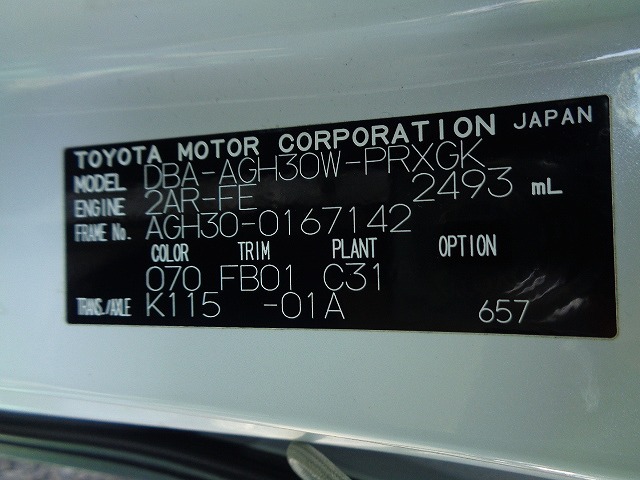 TOYOTA MOTOR CORPORATION JAPAN
MODEL DBA-AGH30W-PRXGK
ENGINE 2AR-FE 2493 mL
FRAME No. AGH30-0167142
COLOR TRIM PLANT OPTION
070 FB01 C31
TRANS./AXLE K115 -01A 657